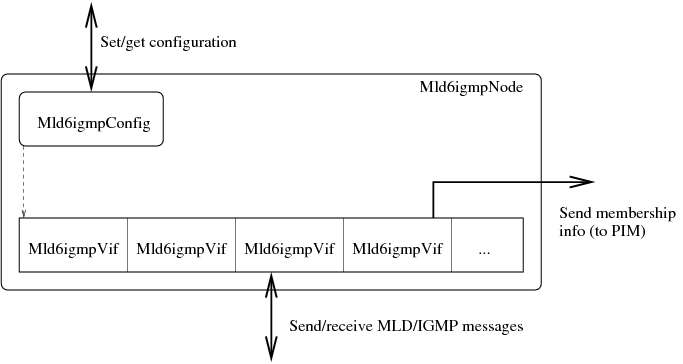 Set/get configuration
Mld6igmpNode
Mld6igmpConfig
Send membership
info (to PIM)
Mld6igmpVif Mld6igmpVif Mld6igmpVif Mld6igmpVif ...
Send/receive MLD/IGMP messages